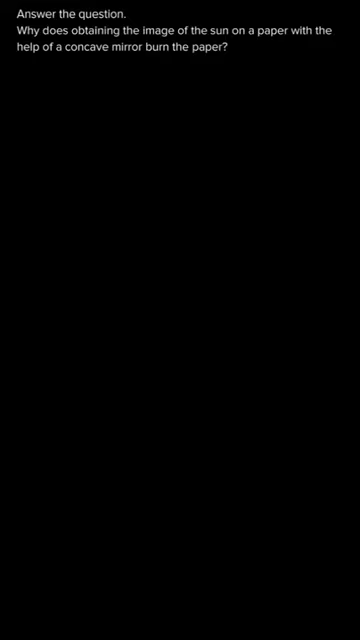 Answer the question.
Why does obtaining the image of the sun on a paper with the
help of a concave mirror burn the paper?